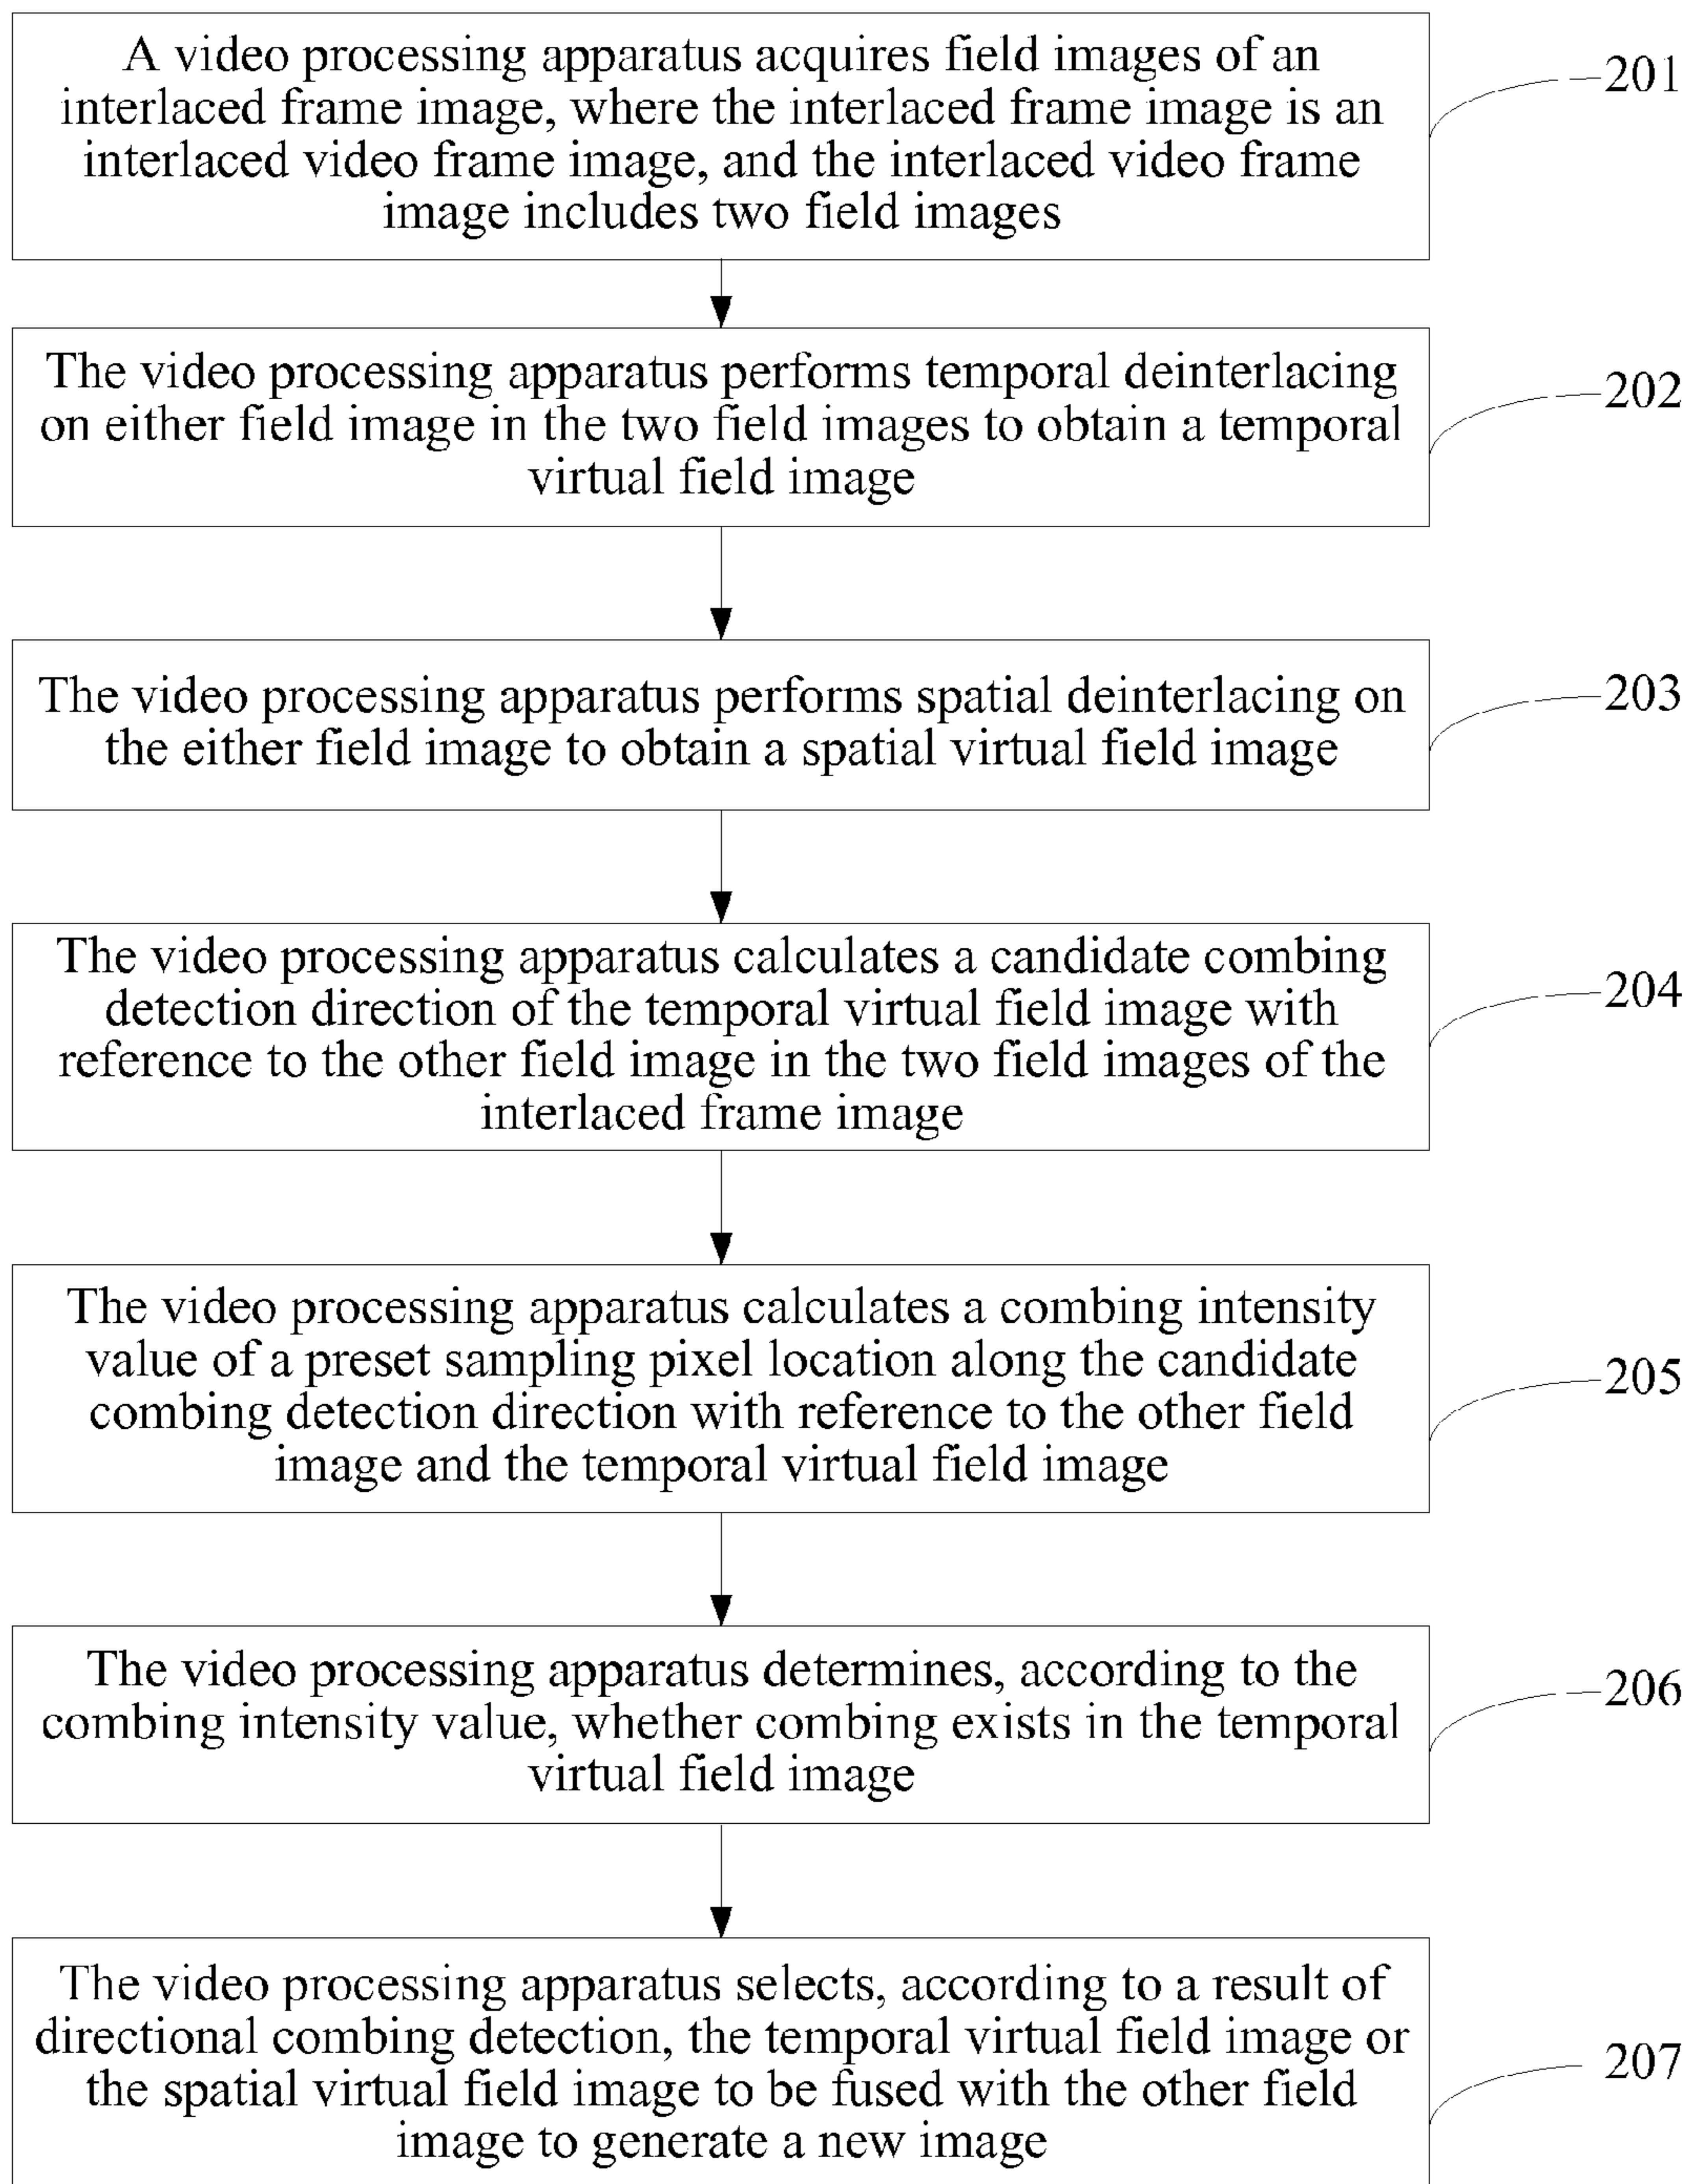 A video processing apparatus acquires field images of an
interlaced frame image, where the interlaced frame image is an
interlaced video frame image, and the interlaced video frame
image includes two field images
201
The video processing apparatus performs temporal deinterlacing
on either field image in the two field images to obtain a temporal
virtual field image
202
The video processing apparatus performs spatial deinterlacing on
the either field image to obtain a spatial virtual field image
203
The video processing apparatus calculates a candidate combing
detection direction of the temporal virtual field image with
reference to the other field image in the two field images of the
interlaced frame image
204
The video processing apparatus calculates a combing intensity
value of a preset sampling pixel location along the candidate
combing detection direction with reference to the other field
image and the temporal virtual field image
205
The video processing apparatus determines, according to the
combing intensity value, whether combing exists in the temporal
virtual field image
206
The video processing apparatus selects, according to a result of
directional combing detection, the temporal virtual field image or
the spatial virtual field image to be fused with the other field
image to generate a new image
207